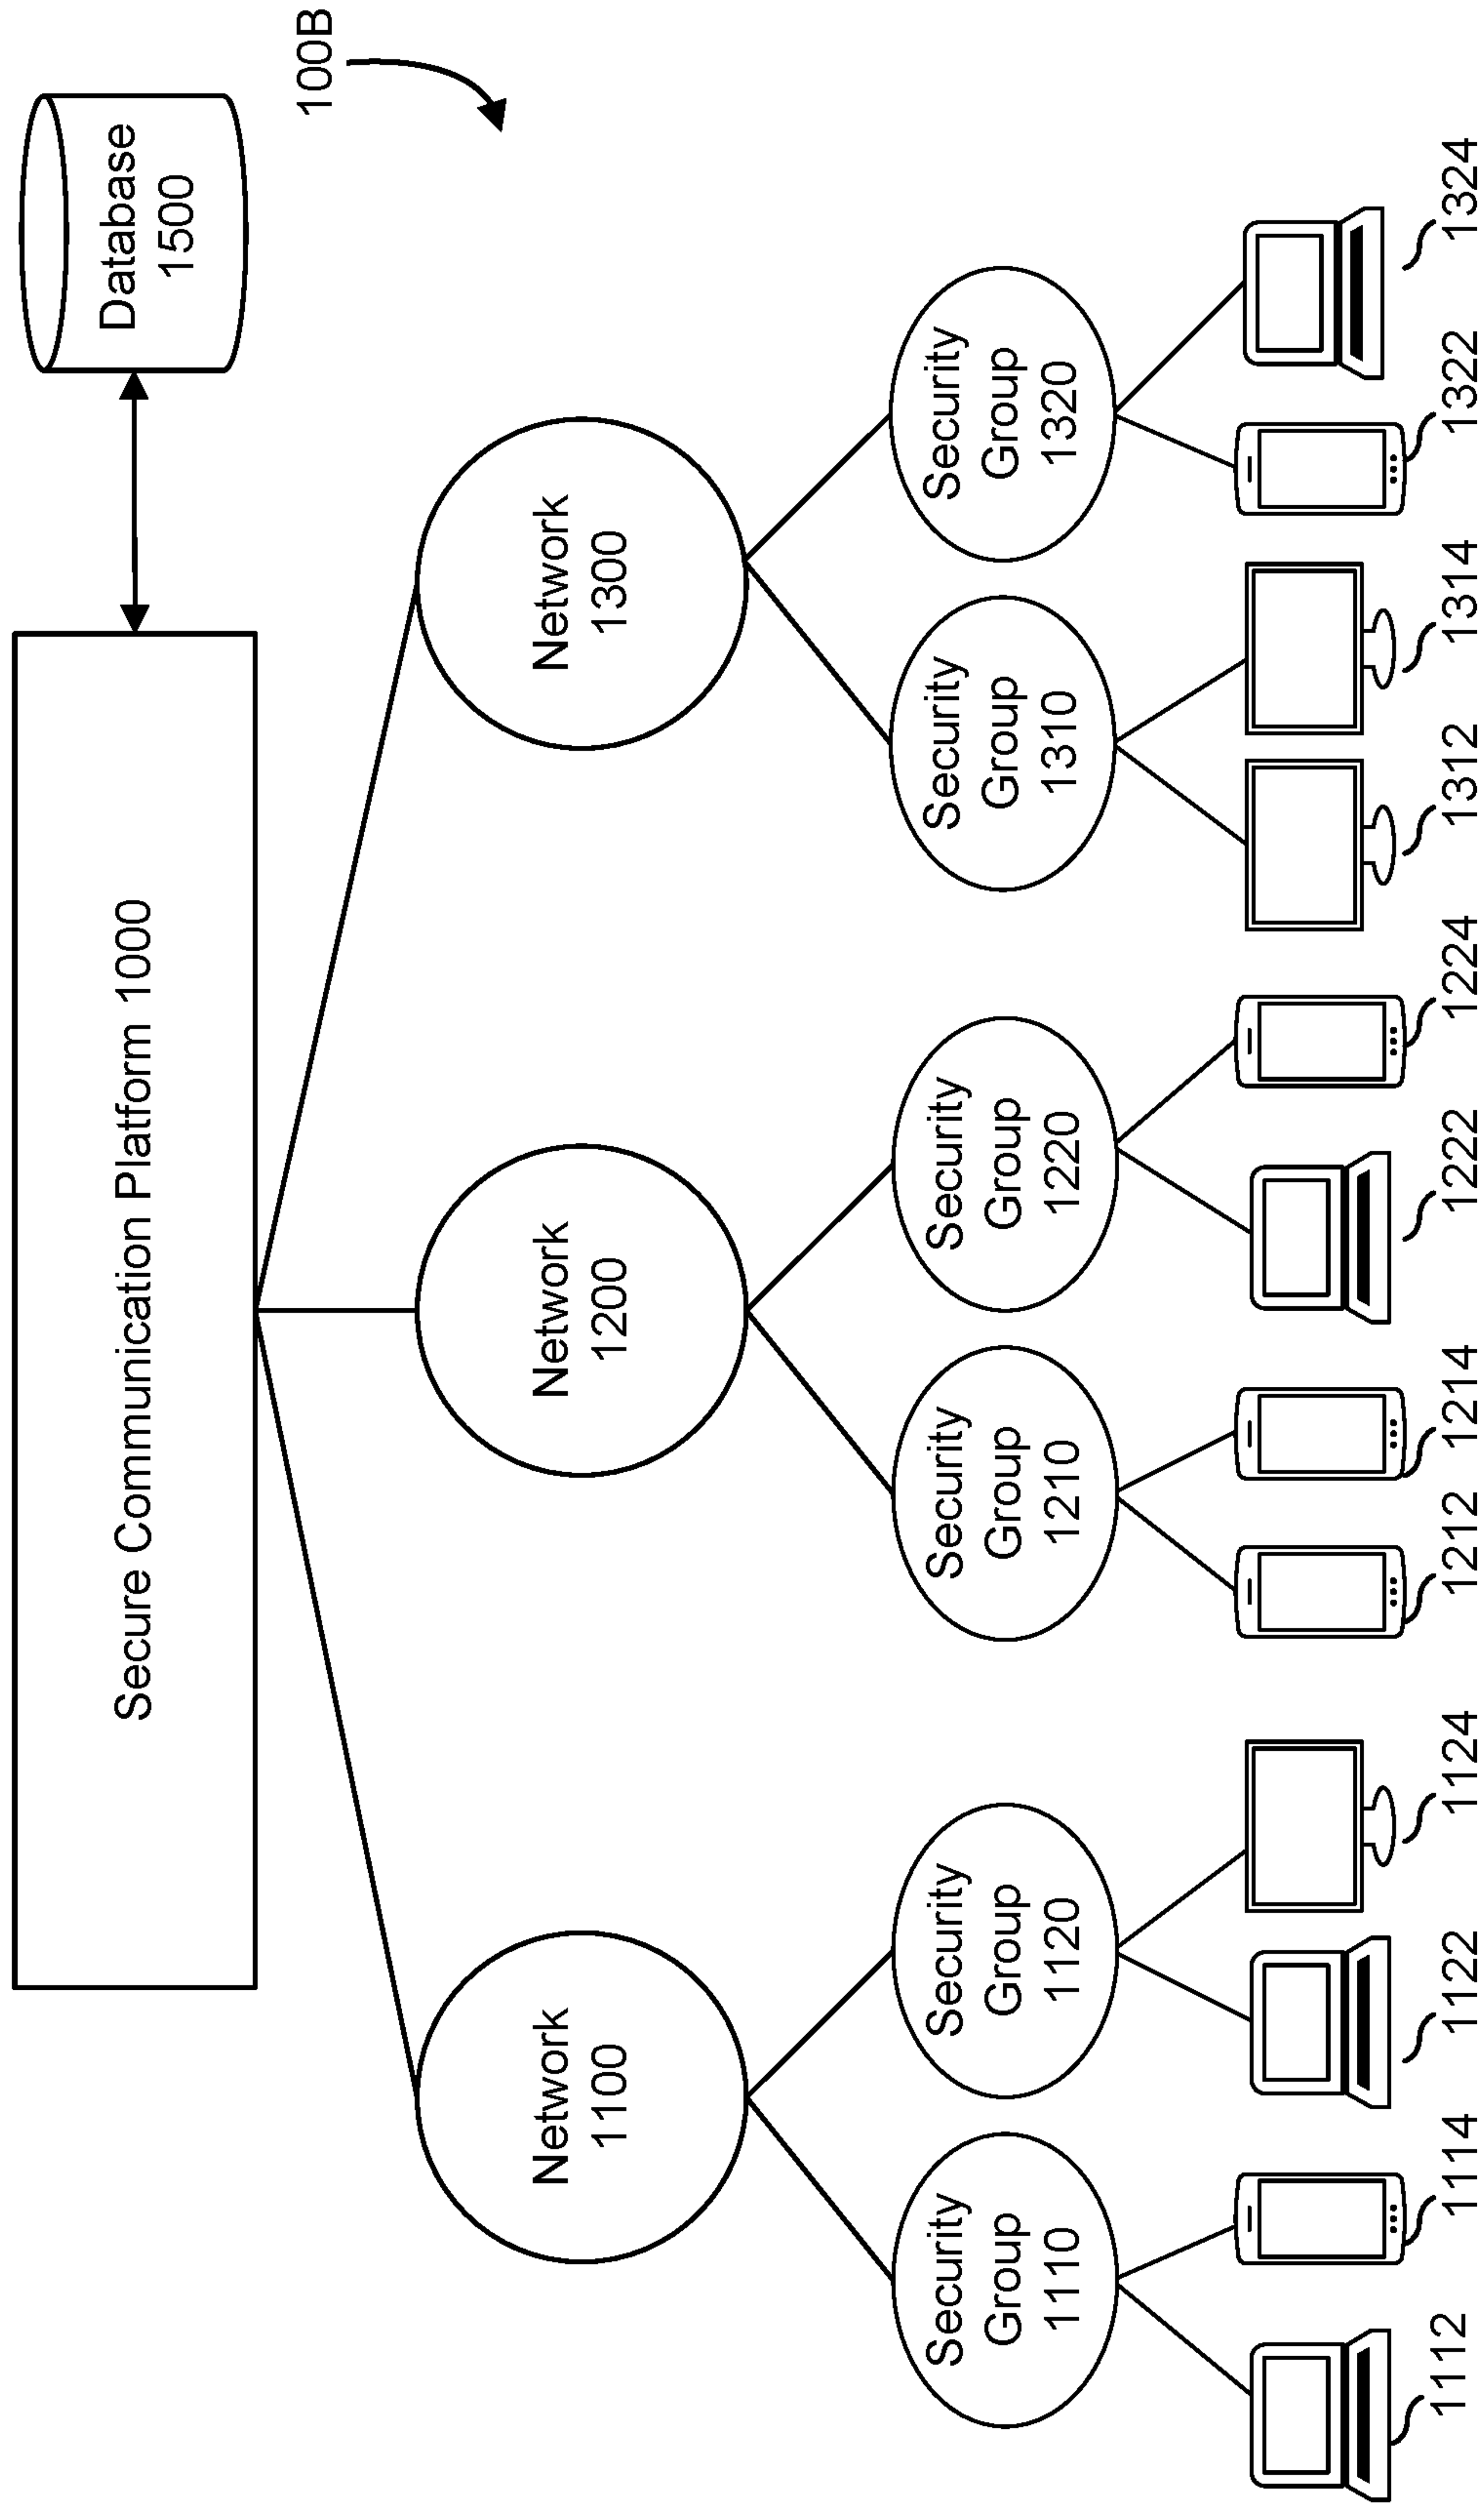 Secure Communication Platform 1000
Database
1500
100B
Network
1100
Network
1200
Network
1300
Security
Group
1110
Security
Group
1120
Security
Group
1210
Security
Group
1220
Security
Group
1310
Security
Group
1320
1112
1114
1122
1124
1212
1214
1222
1224
1312
1314
1322
1324